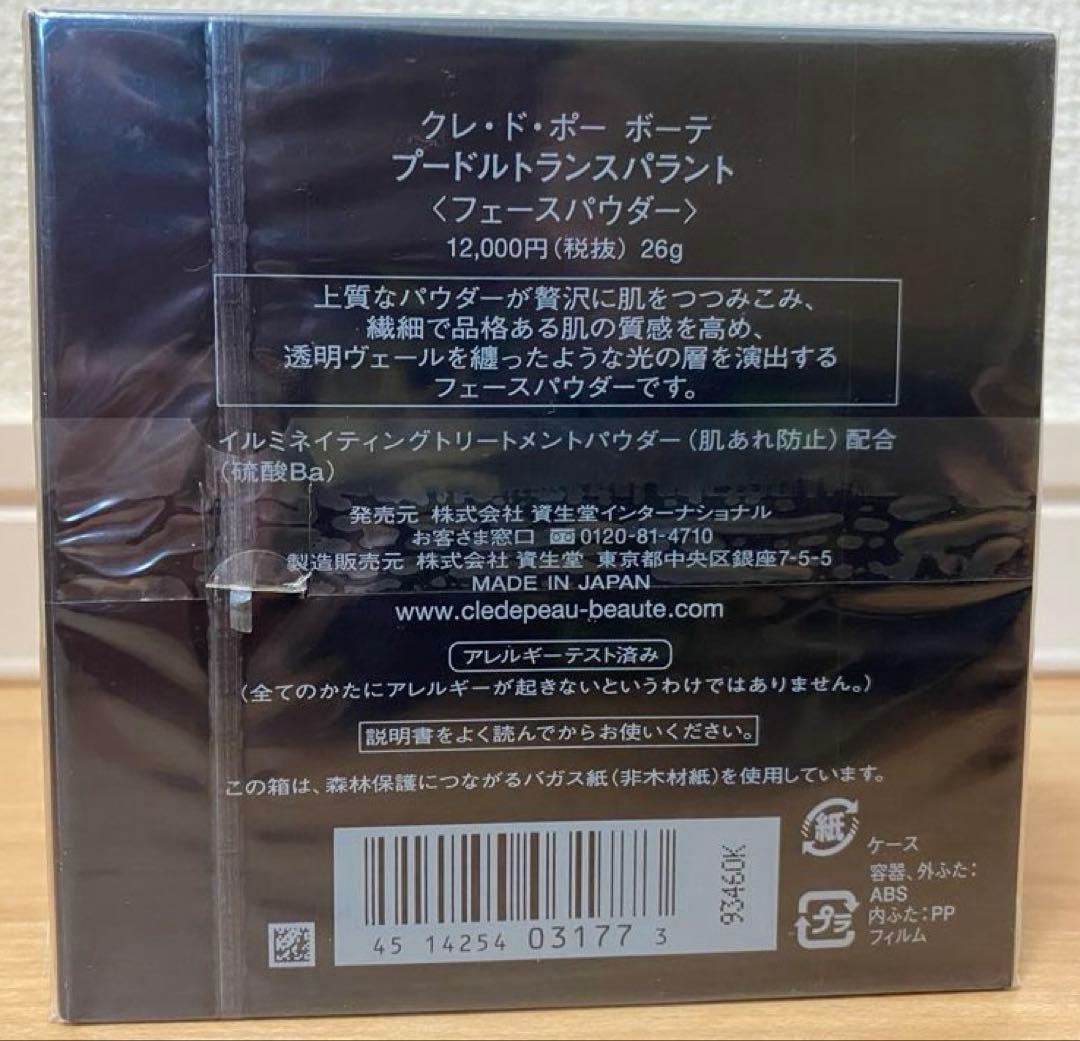 クレ・ド・ポー ボーテ
プードルトランスパラント
〈フェースパウダー〉
12,000円(税抜) 26g
上質なパウダーが贅沢に肌をつつみこみ、
繊細で品格ある肌の質感を高め、
透明ヴェールを纏ったような光の層を演出する
フェースパウダーです。
イルミネイティングトリートメントパウダー(肌あれ防止)配合
(硫酸Ba)
発売元 株式会社 資生堂インターナショナル
お客さま窓口 0120-81-4710
製造販売元 株式会社 資生堂 東京都中央区銀座7-5-5
MADE IN JAPAN
www.cledepeau-beaute.com
アレルギーテスト済み
(全てのかたにアレルギーが起きないというわけではありません。)
説明書をよく読んでからお使いください。
この箱は、森林保護につながるバガス紙(非木材紙)を使用しています。
45 14254 03177 3
9346OK
紙
ケース
プラ
容器、外ふた：
ABS
内ふた：PP
フィルム